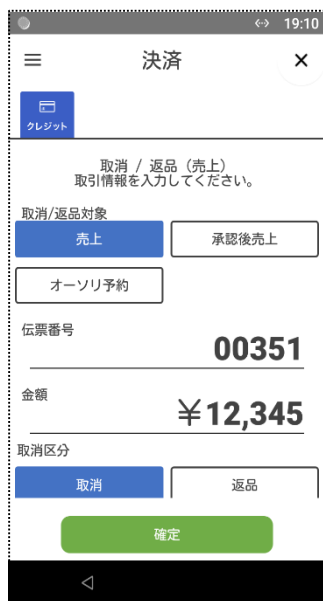 19:10
決済
クレジット
取消 / 返品（売上）
取引情報を入力してください。
取消/返品対象
売上
承認後売上
オーソリ予約
伝票番号
00351
金額
￥12,345
取消区分
取消
返品
確定